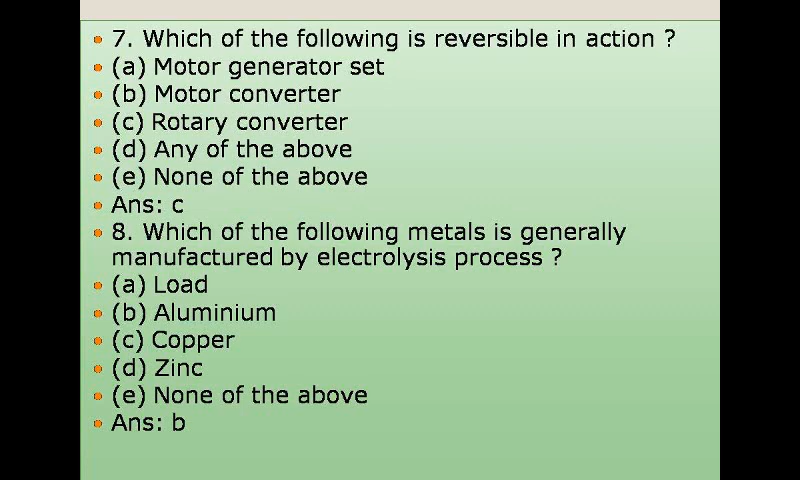 7. Which of the following is reversible in action ?
(a) Motor generator set
(b) Motor converter
(c) Rotary converter
(d) Any of the above
(e) None of the above
Ans: c
8. Which of the following metals is generally
manufactured by electrolysis process ?
(a) Load
(b) Aluminium
(c) Copper
(d) Zinc
(e) None of the above
Ans: b